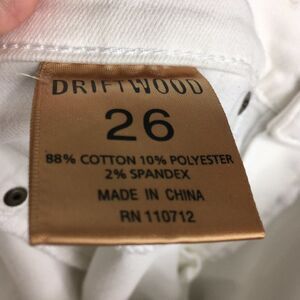 DRIFTWOOD
26
88% COTTON 10% POLYESTER
2% SPANDEX
MADE IN CHINA
RN 110712